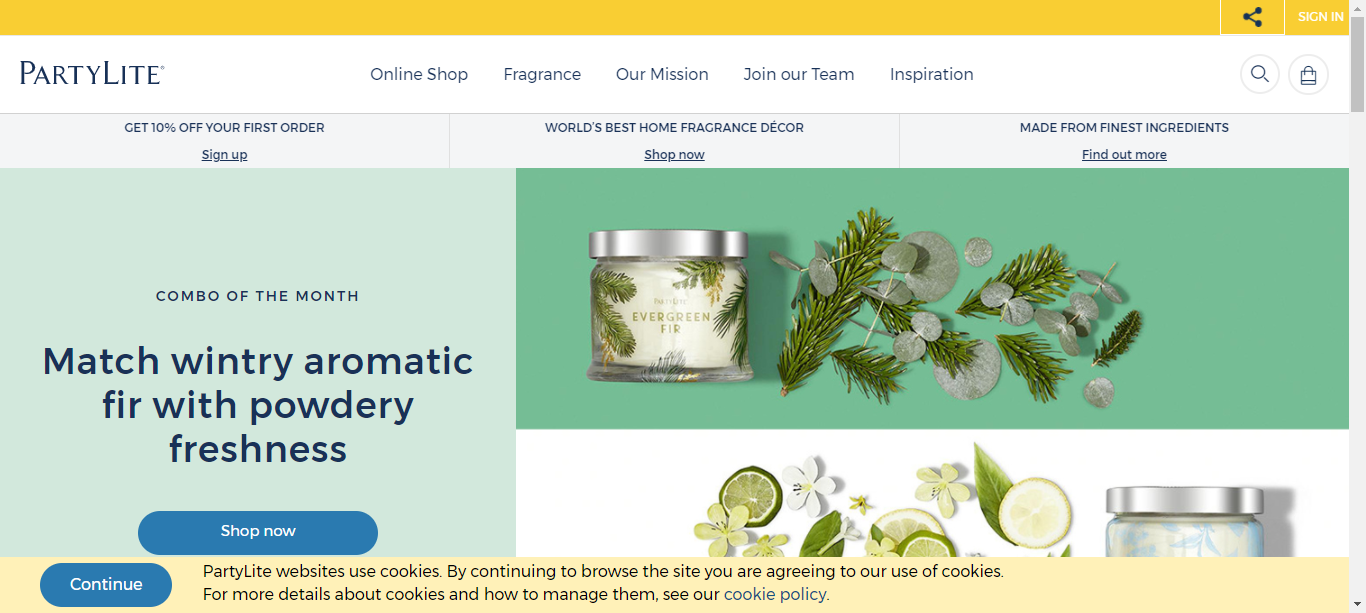 SIGN IN
PARTYLITE®
Online Shop
Fragrance
Our Mission
Join our Team
Inspiration
GET 10% OFF YOUR FIRST ORDER
Sign up
WORLD'S BEST HOME FRAGRANCE DÉCOR
Shop now
MADE FROM FINEST INGREDIENTS
Find out more
COMBO OF THE MONTH
Match wintry aromatic
fir with powdery
freshness
Shop now
PARTYLITE
EVERGREEN
FIR
Continue
PartyLite websites use cookies. By continuing to browse the site you are agreeing to our use of cookies.
For more details about cookies and how to manage them, see our cookie policy.